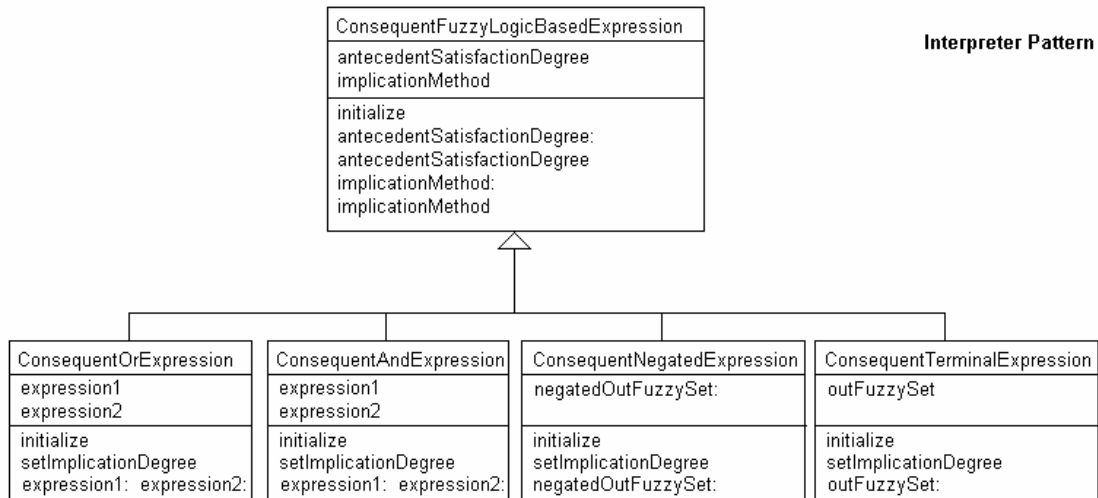 ConsequentFuzzyLogicBasedExpression
Interpreter Pattern
antecedentSatisfactionDegree
implicationMethod
initialize
antecedentSatisfactionDegree:
antecedentSatisfactionDegree
implicationMethod:
implicationMethod
ConsequentOrExpression
expression1
expression2
initialize
setImplicationDegree
expression1: expression2:
ConsequentAndExpression
expression1
expression2
initialize
setImplicationDegree
expression1: expression2:
ConsequentNegatedExpression
negatedOutFuzzySet:
initialize
setImplicationDegree
negatedOutFuzzySet:
ConsequentTerminalExpression
outFuzzySet
initialize
setImplicationDegree
outFuzzySet: